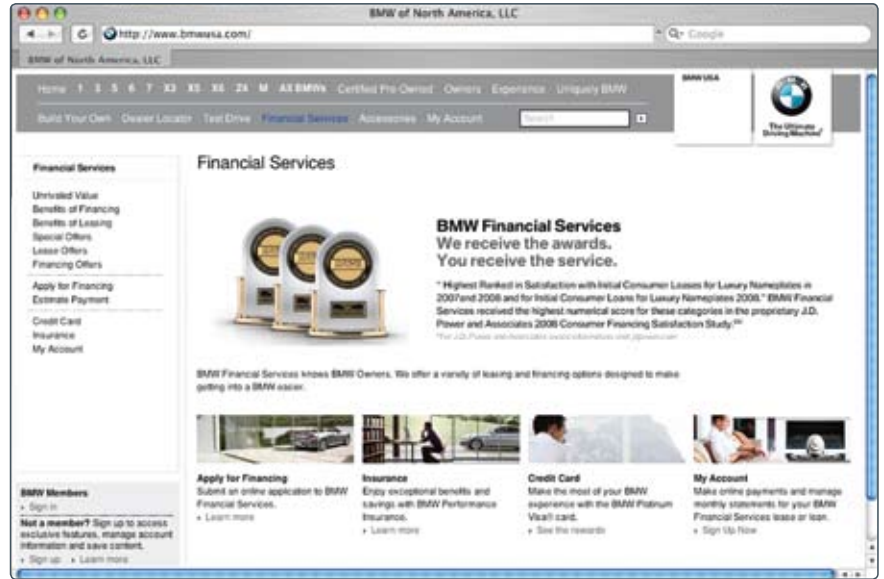 BMW of North America, LLC
http://www.bmwusa.com/
Google
BMW of North America, LLC
Home 1 3 5 6 7 X3 X5 X6 Z4 M All BMWs Certified Pre-Owned Owners Experience Uniquely BMW
BMW USA
Build Your Own Dealer Locator Test Drive Financial Services Accessories My Account Search
The Ultimate
Driving Machine®
Financial Services
Unrivaled Value
Benefits of Financing
Benefits of Leasing
Special Offers
Lease Offers
Financing Offers
Apply for Financing
Estimate Payment
Credit Card
Insurance
My Account
Financial Services
BMW Financial Services
We receive the awards.
You receive the service.
" Highest Ranked in Satisfaction with Initial Consumer Leases for Luxury Nameplates in
2007and 2008 and for Initial Consumer Loans for Luxury Nameplates 2008." BMW Financial
Services received the highest numerical score for these categories in the proprietary J.D.
Power and Associates 2008 Consumer Financing Satisfaction Study.
BMW Financial Services knows BMW Owners. We offer a variety of leasing and financing options designed to make
getting into a BMW easier.
Apply for Financing
Submit an online application to BMW
Financial Services.
Learn more
Insurance
Enjoy exceptional benefits and
savings with BMW Performance
Insurance.
Learn more
Credit Card
Make the most of your BMW
experience with the BMW Platinum
Visa® card.
See the rewards
My Account
Make online payments and manage
monthly statements for your BMW
Financial Services lease or loan.
Sign Up Now
BMW Members
Sign in
Not a member? Sign up to access
exclusive features, manage account
information and save content.
Sign up Learn more